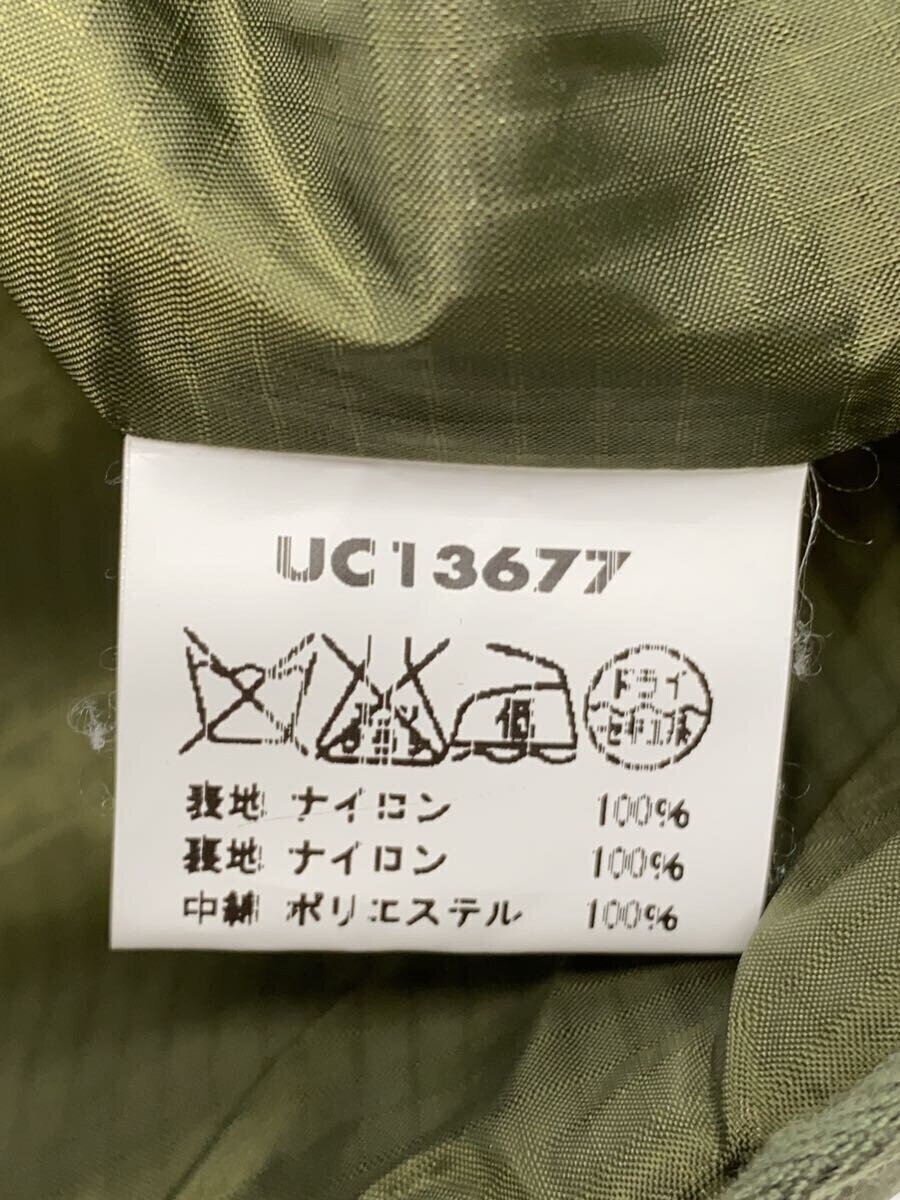 UC13677
ドライ
セキユ系
低
表地 ナイロン 100%
裏地 ナイロン 100%
中綿 ポリエステル 100%